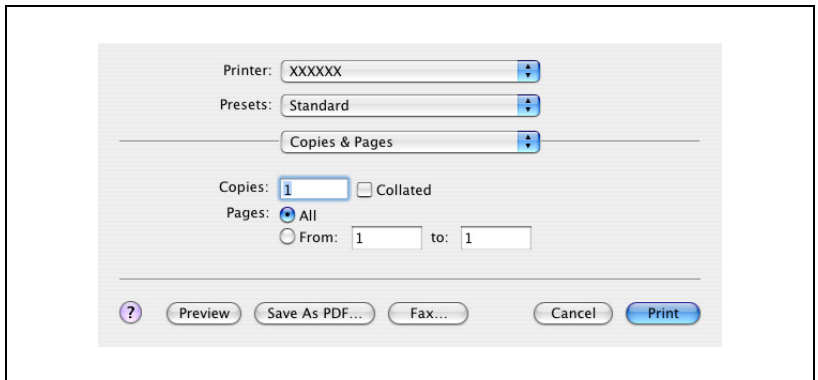 Printer: XXXXXX
Presets: Standard
Copies & Pages
Copies: 1 Collated
Pages: All
From: 1 to: 1
? Preview Save As PDF... Fax... Cancel Print